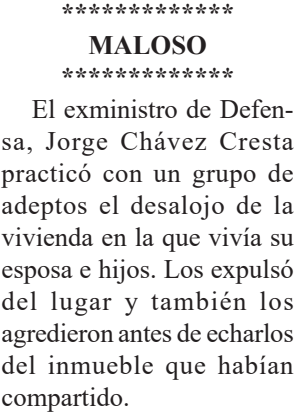 *************
MALOSO
*************
El exministro de Defen-
sa, Jorge Chávez Cresta
practicó con un grupo de
adeptos el desalojo de la
vivienda en la que vivía su
esposa e hijos. Los expulsó
del lugar y también los
agredieron antes de echarlos
del inmueble que habían
compartido.